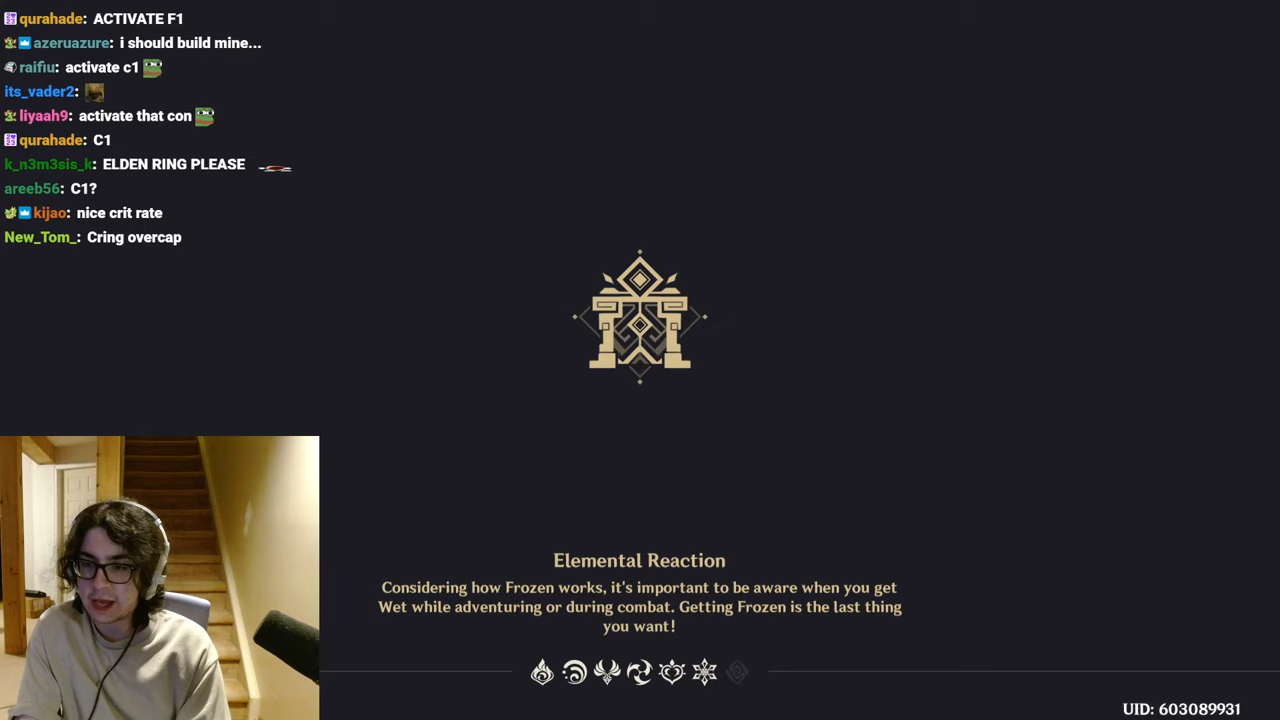 qurahade: ACTIVATE F1
azeruazure: i should build mine...
raifiu: activate c1
its_vader2:
liyaah9: activate that con
qurahade: C1
k_n3m3sis_k: ELDEN RING PLEASE
areeb56: C1?
kijao: nice crit rate
New_Tom_: Cring overcap
Elemental Reaction
Considering how Frozen works, it's important to be aware when you get
Wet while adventuring or during combat. Getting Frozen is the last thing
you want!
UID: 603089931